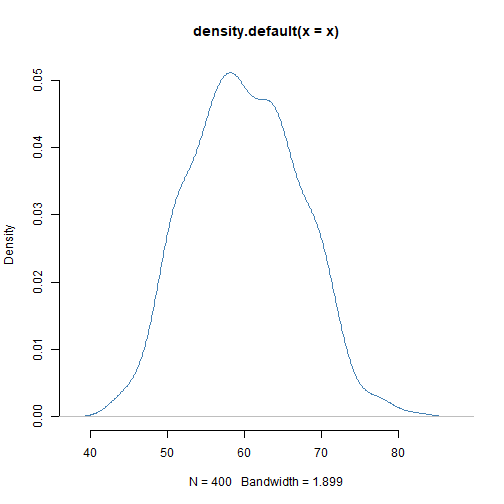 density.default(x = x)
Density
0.00
0.01
0.02
0.03
0.04
0.05
40 50 60 70 80
N = 400 Bandwidth = 1.899